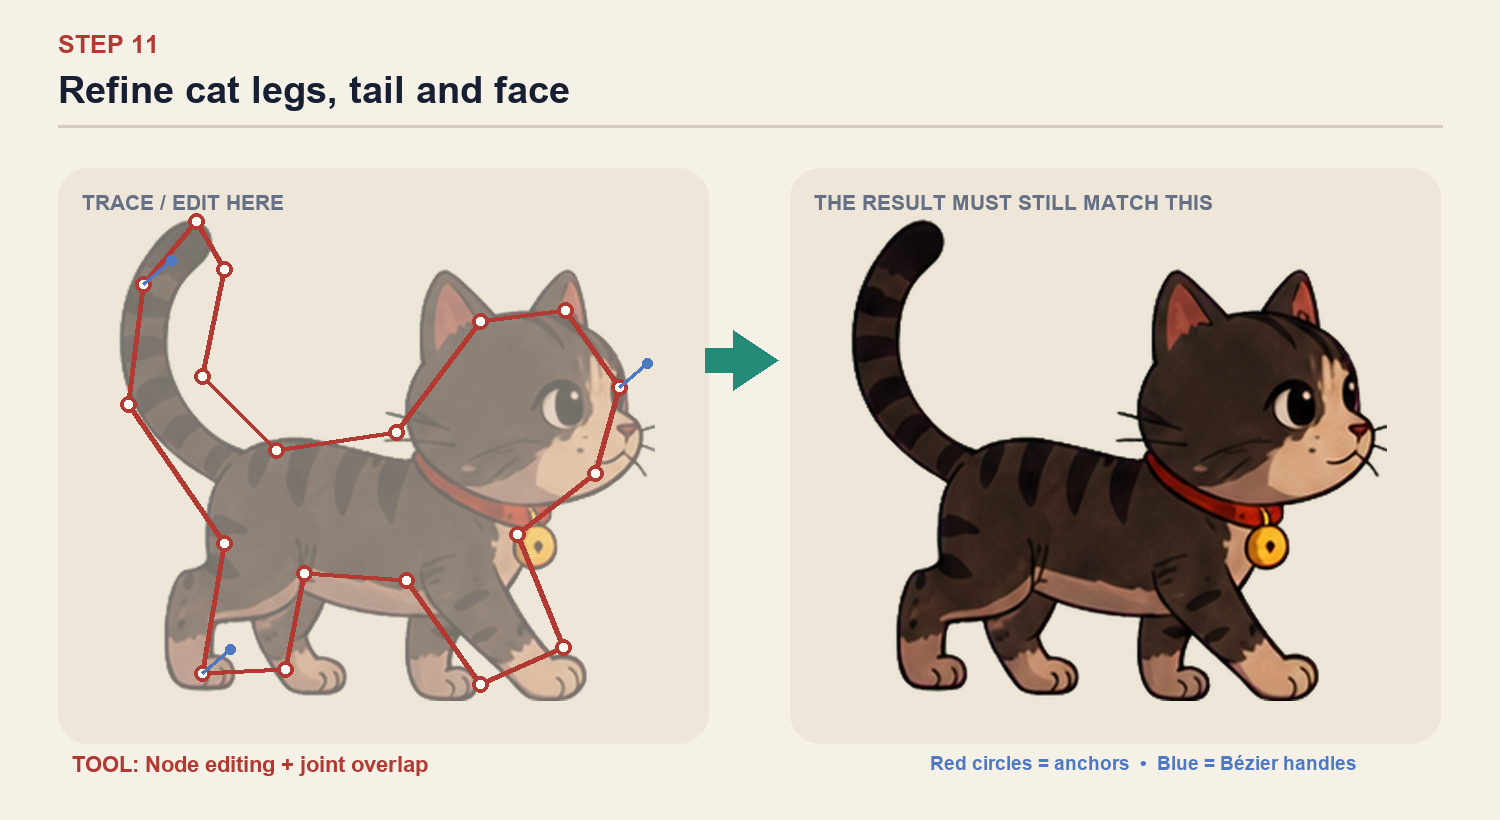 STEP 11
Refine cat legs, tail and face
TRACE / EDIT HERE
THE RESULT MUST STILL MATCH THIS
TOOL: Node editing + joint overlap
Red circles = anchors • Blue = Bézier handles